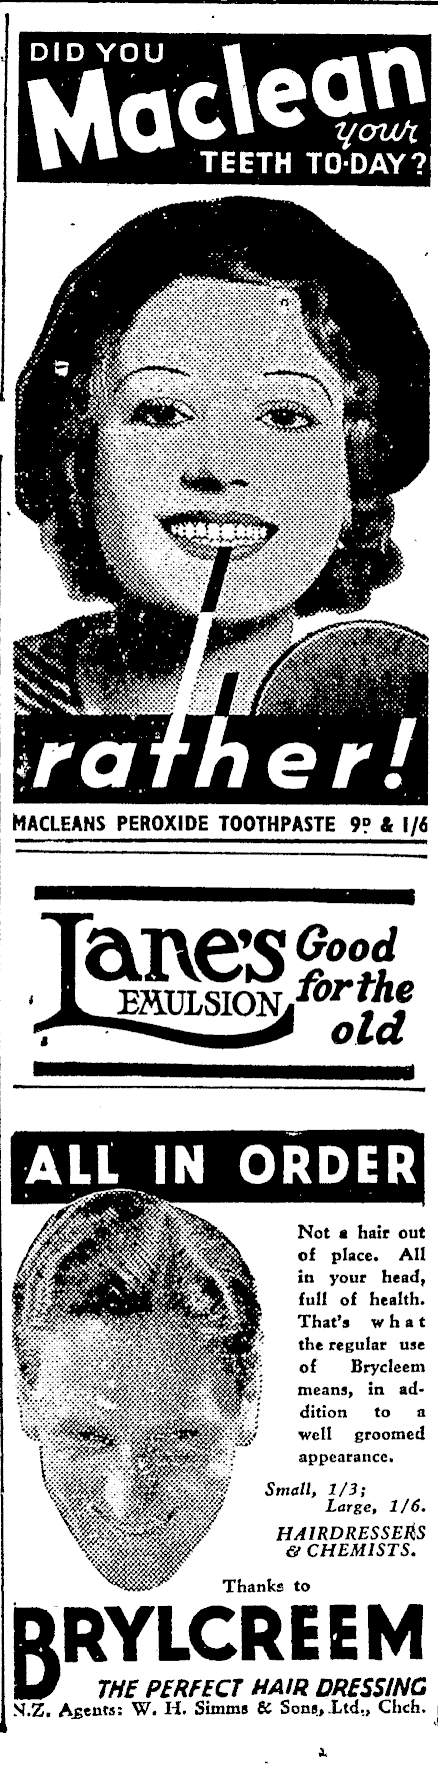 DID YOU
Maclean
your
TEETH TO-DAY?
rather!
MACLEANS PEROXIDE TOOTHPASTE 9D & 1/6
Lane's
EMULSION
Good
for the
old
ALL IN ORDER
Not a hair out
of place. All
in your head,
full of health.
That's what
the regular use
of Brycleem
means, in ad-
dition to a
well groomed
appearance.
Small, 1/3;
Large, 1/6.
HAIRDRESSERS
& CHEMISTS.
Thanks to
BRYLCREEM
THE PERFECT HAIR DRESSING
N.Z. Agents: W. H. Simms & Sons, Ltd., Chch.
2